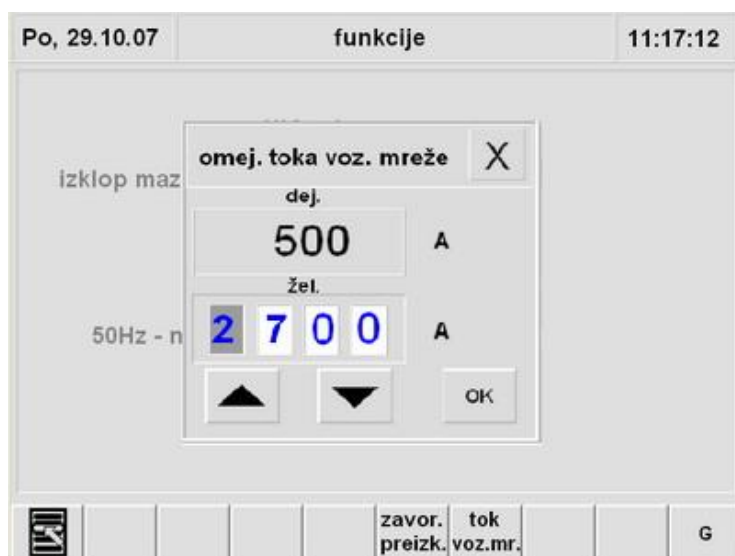 Po, 29.10.07 funkcije 11:17:12
omej. toka voz. mreže X
izklop maz
dej.
500 A
žel.
50Hz - n 2 7 0 0 A
OK
zavor. preizk. tok voz.mr. G